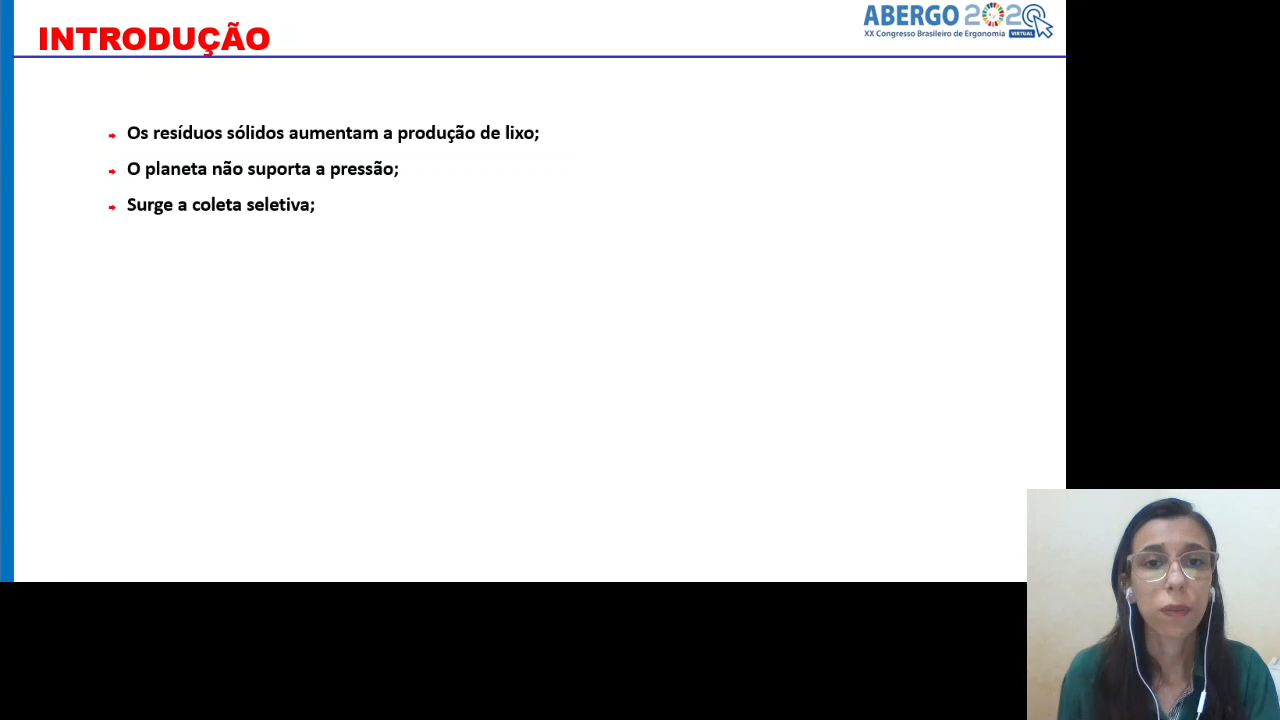 INTRODUÇÃO
ABERGO 2020
XX Congresso Brasileiro de Ergonomia VIRTUAL
Os resíduos sólidos aumentam a produção de lixo;
O planeta não suporta a pressão;
Surge a coleta seletiva;